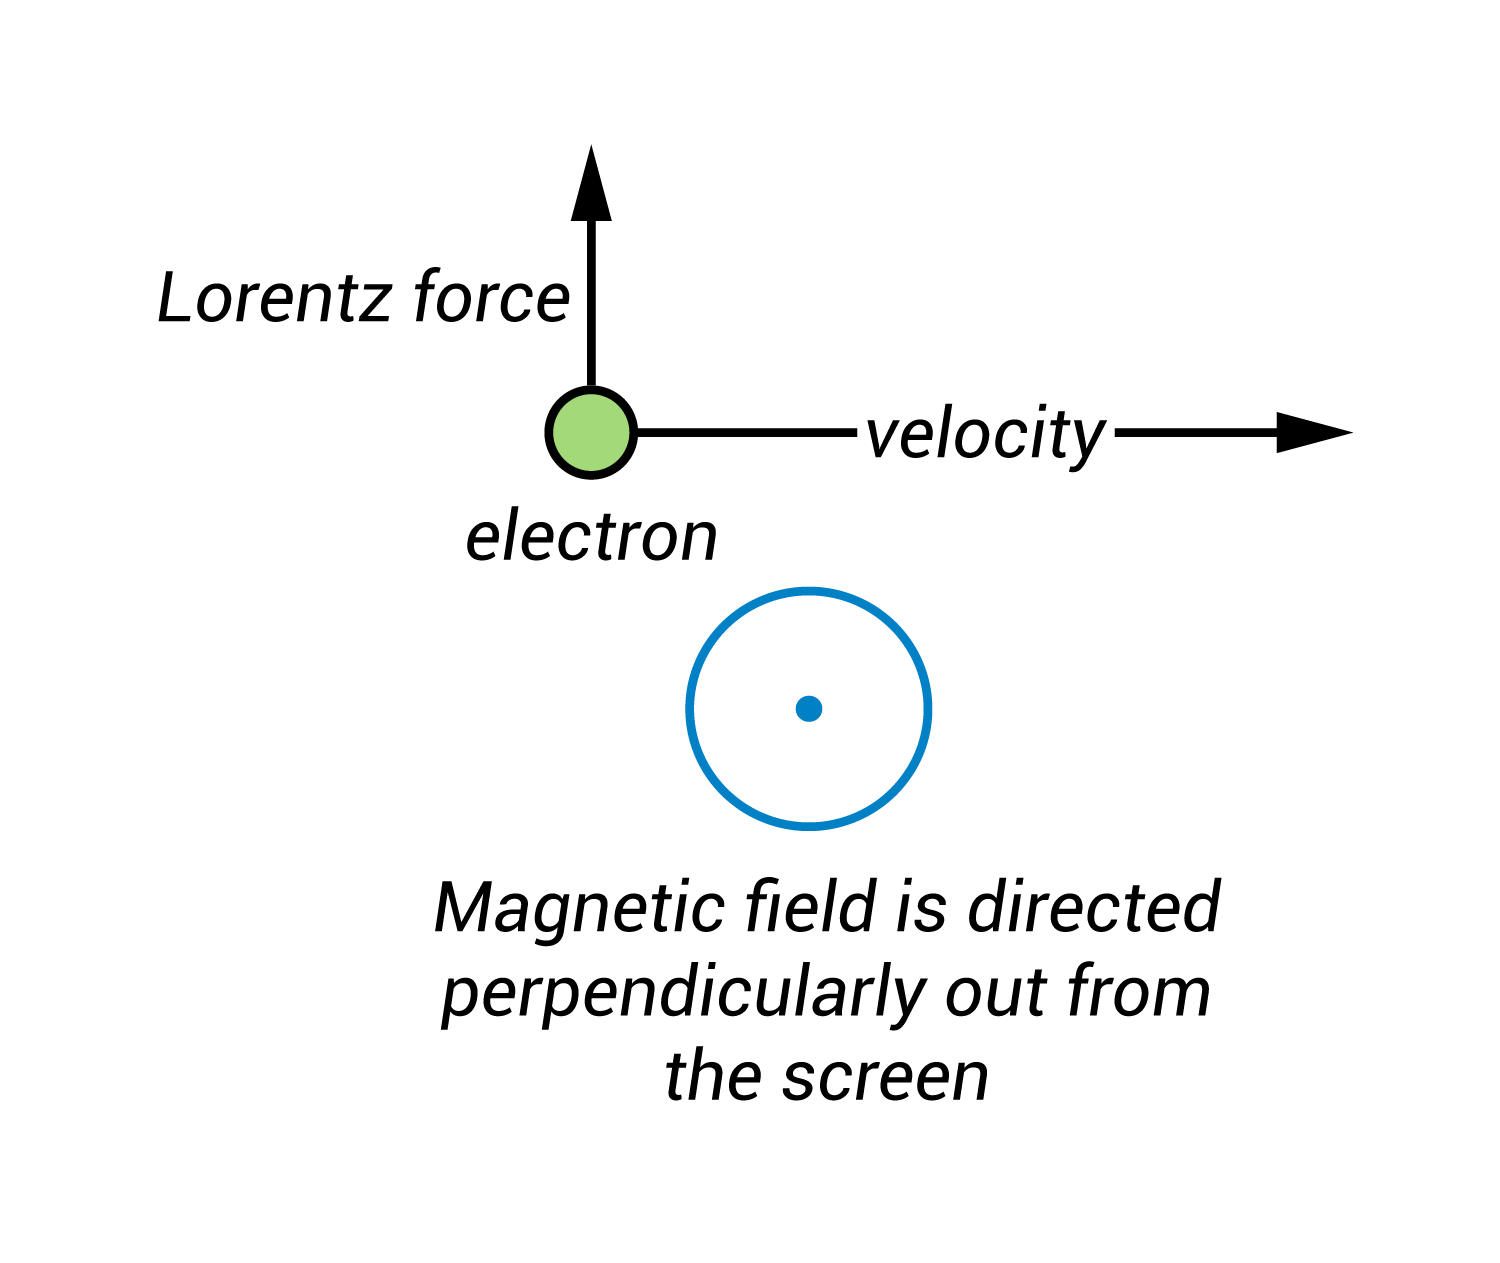 Lorentz force
velocity
electron
Magnetic field is directed
perpendicularly out from
the screen